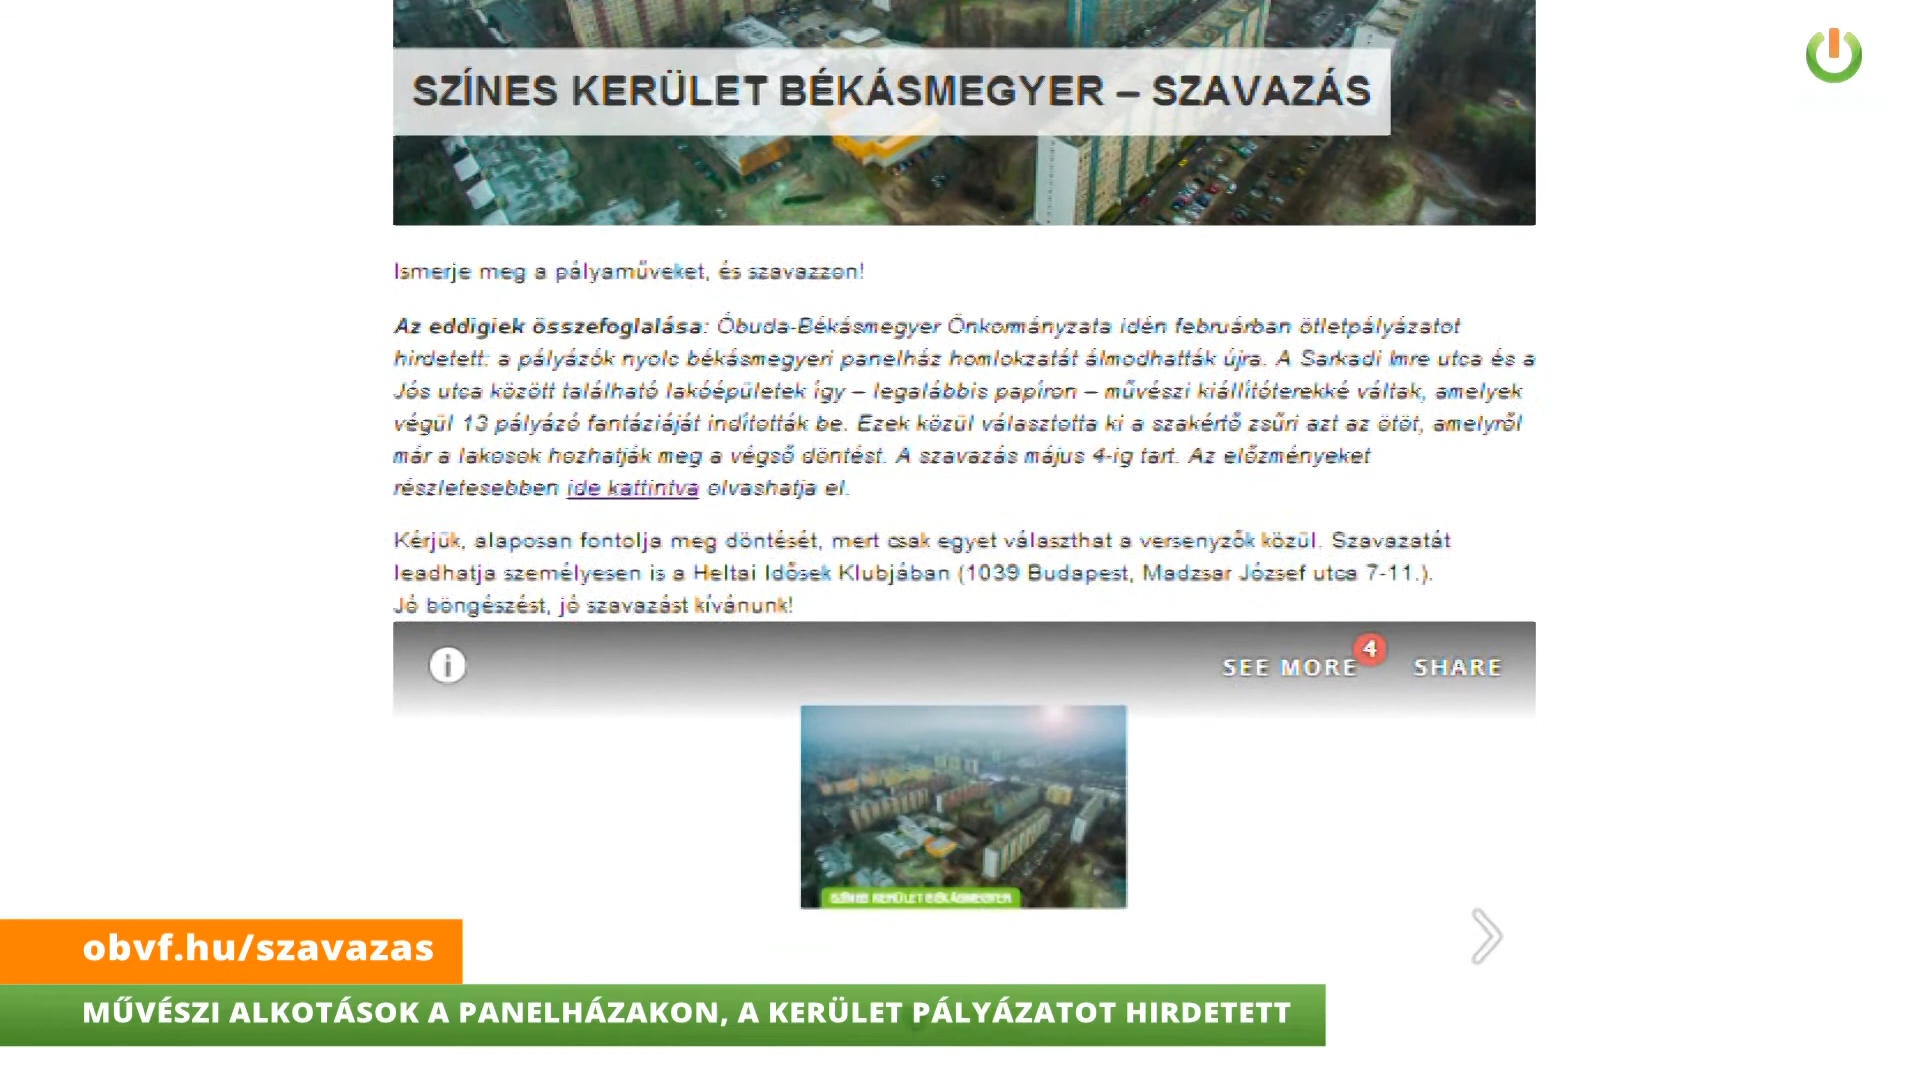 SZÍNES KERÜLET BÉKÁSMEGYER – SZAVAZÁS
Ismerje meg a pályaműveket, és szavazzon!
Az eddigiek összefoglalása: Óbuda-Békásmegyer Önkormányzata idén februárban ötletpályázatot
hirdetett: a pályázók nyolc békásmegyeri panelház homlokzatát álmodhatták újra. A Sarkadi Imre utca és a
Jós utca között található lakóépületek így – legalábbis papíron – művészi kiállítóterekké váltak, amelyek
végül 13 pályázó fantáziáját indították be. Ezek közül választotta ki a szakértő zsűri azt az ötöt, amelyről
már a lakosok hozhatják meg a végső döntést. A szavazás május 4-ig tart. Az előzményeket
részletesebben ide kattintva olvashatja el.
Kérjük, alaposan fontolja meg döntését, mert csak egyet választhat a versenyzők közül. Szavazatát
leadhatja személyesen is a Heltai Idősek Klubjában (1039 Budapest, Madzsar József utca 7-11.).
Jó böngészést, jó szavazást kívánunk!
i
SEE MORE 4 SHARE
SZÍNES KERÜLET BÉKÁSMEGYER
obvf.hu/szavazas
MŰVÉSZI ALKOTÁSOK A PANELHÁZAKON, A KERÜLET PÁLYÁZATOT HIRDETETT